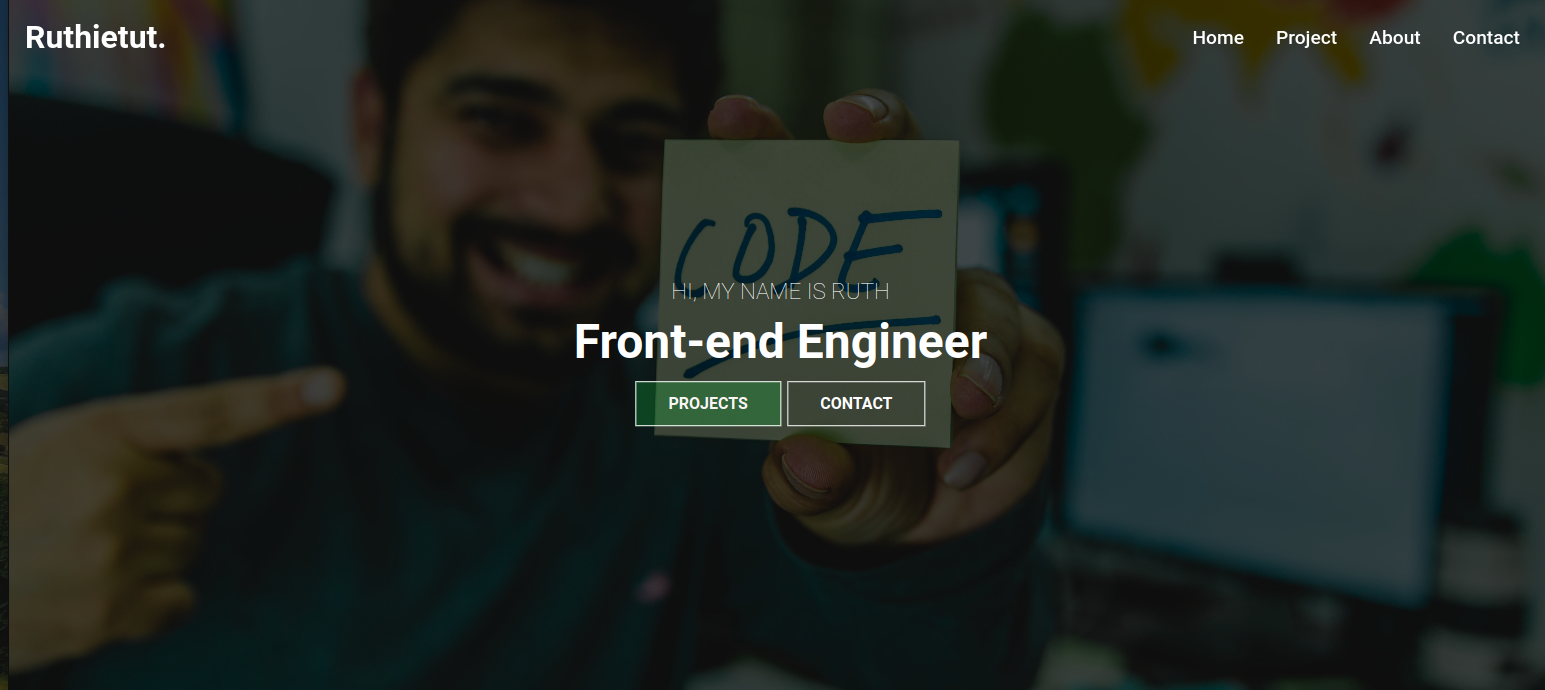 Ruthietut.
Home Project About Contact
CODE
HI, MY NAME IS RUTH
Front-end Engineer
PROJECTS CONTACT